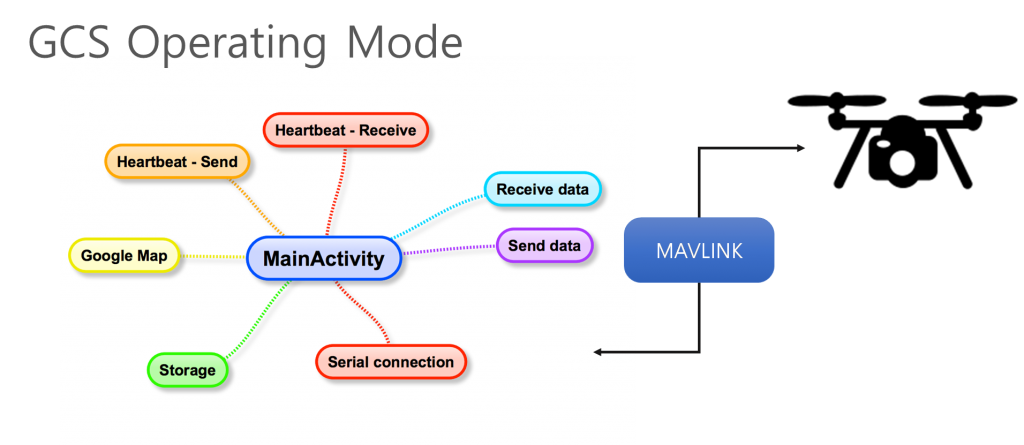 GCS Operating Mode
Heartbeat - Receive
Heartbeat - Send
Receive data
Send data
Google Map
MainActivity
MAVLINK
Serial connection
Storage